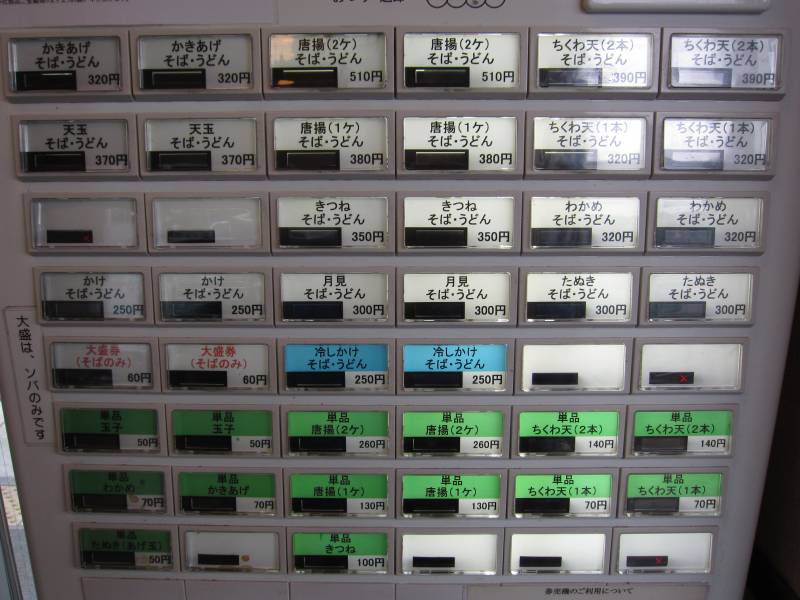 かきあげ
そば・うどん
320円
かきあげ
そば・うどん
320円
唐揚(2ケ)
そば・うどん
510円
唐揚(2ケ)
そば・うどん
510円
ちくわ天(2本)
そば・うどん
390円
ちくわ天(2本)
そば・うどん
390円
天玉
そば・うどん
370円
天玉
そば・うどん
370円
唐揚(1ケ)
そば・うどん
380円
唐揚(1ケ)
そば・うどん
380円
ちくわ天(1本)
そば・うどん
320円
ちくわ天(1本)
そば・うどん
320円
きつね
そば・うどん
350円
きつね
そば・うどん
350円
わかめ
そば・うどん
320円
わかめ
そば・うどん
320円
かけ
そば・うどん
250円
かけ
そば・うどん
250円
月見
そば・うどん
300円
月見
そば・うどん
300円
たぬき
そば・うどん
300円
たぬき
そば・うどん
300円
大盛は、ソバのみです
大盛券
(そばのみ)
60円
大盛券
(そばのみ)
60円
冷しかけ
そば・うどん
250円
冷しかけ
そば・うどん
250円
単品
玉子
50円
単品
玉子
50円
単品
唐揚(2ケ)
260円
単品
唐揚(2ケ)
260円
単品
ちくわ天(2本)
140円
単品
ちくわ天(2本)
140円
単品
わかめ
70円
単品
かきあげ
70円
単品
唐揚(1ケ)
130円
単品
唐揚(1ケ)
130円
単品
ちくわ天(1本)
70円
単品
ちくわ天(1本)
70円
単品
たぬき(あげ玉)
50円
単品
きつね
100円
券売機のご利用について